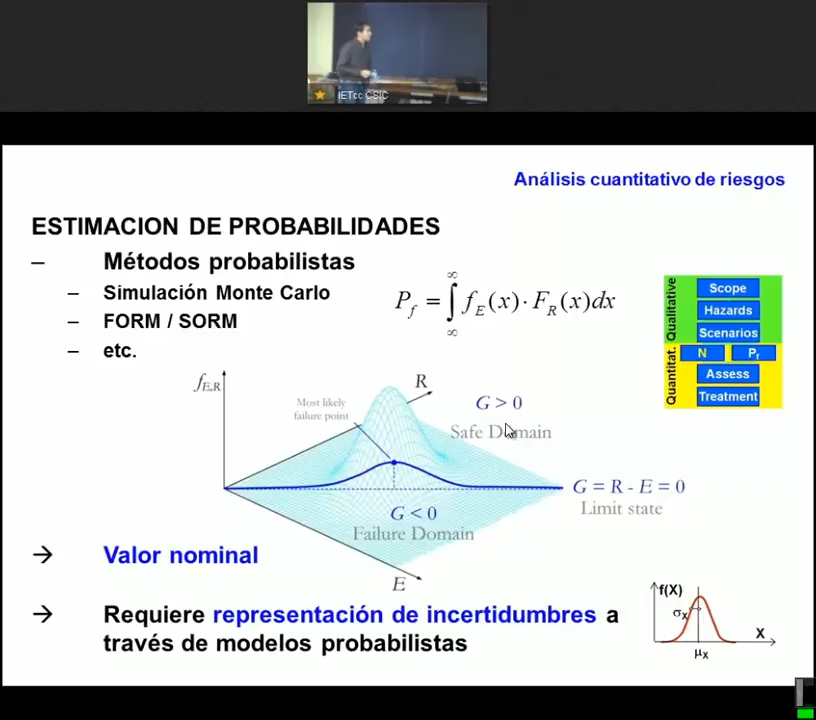 IETcc CSIC
Análisis cuantitativo de riesgos
ESTIMACION DE PROBABILIDADES
– Métodos probabilistas
– Simulación Monte Carlo
– FORM / SORM
– etc.
∞
P_f = ∫ f_E(x) · F_R(x)dx
∞
Qualitative
Scope
Hazards
Scenarios
Quantitat.
N
P_f
Assess
Treatment
f_E,R
R
Most likely
failure point
G > 0
Safe Domain
G = R - E = 0
Limit state
G < 0
Failure Domain
E
→ Valor nominal
→ Requiere representación de incertidumbres a
través de modelos probabilistas
f(X)
σ_X
X
μ_X